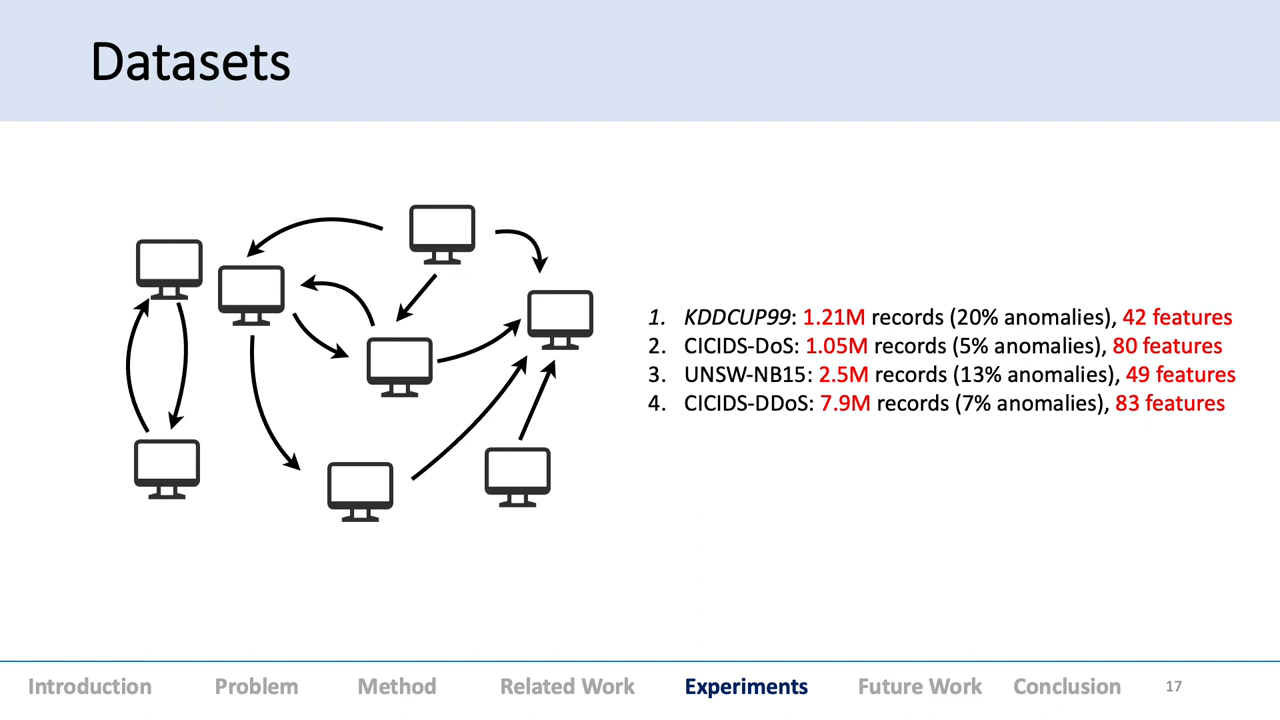 Datasets
1. KDDCUP99: 1.21M records (20% anomalies), 42 features
2. CICIDS-DoS: 1.05M records (5% anomalies), 80 features
3. UNSW-NB15: 2.5M records (13% anomalies), 49 features
4. CICIDS-DDoS: 7.9M records (7% anomalies), 83 features
Introduction Problem Method Related Work Experiments Future Work Conclusion 17